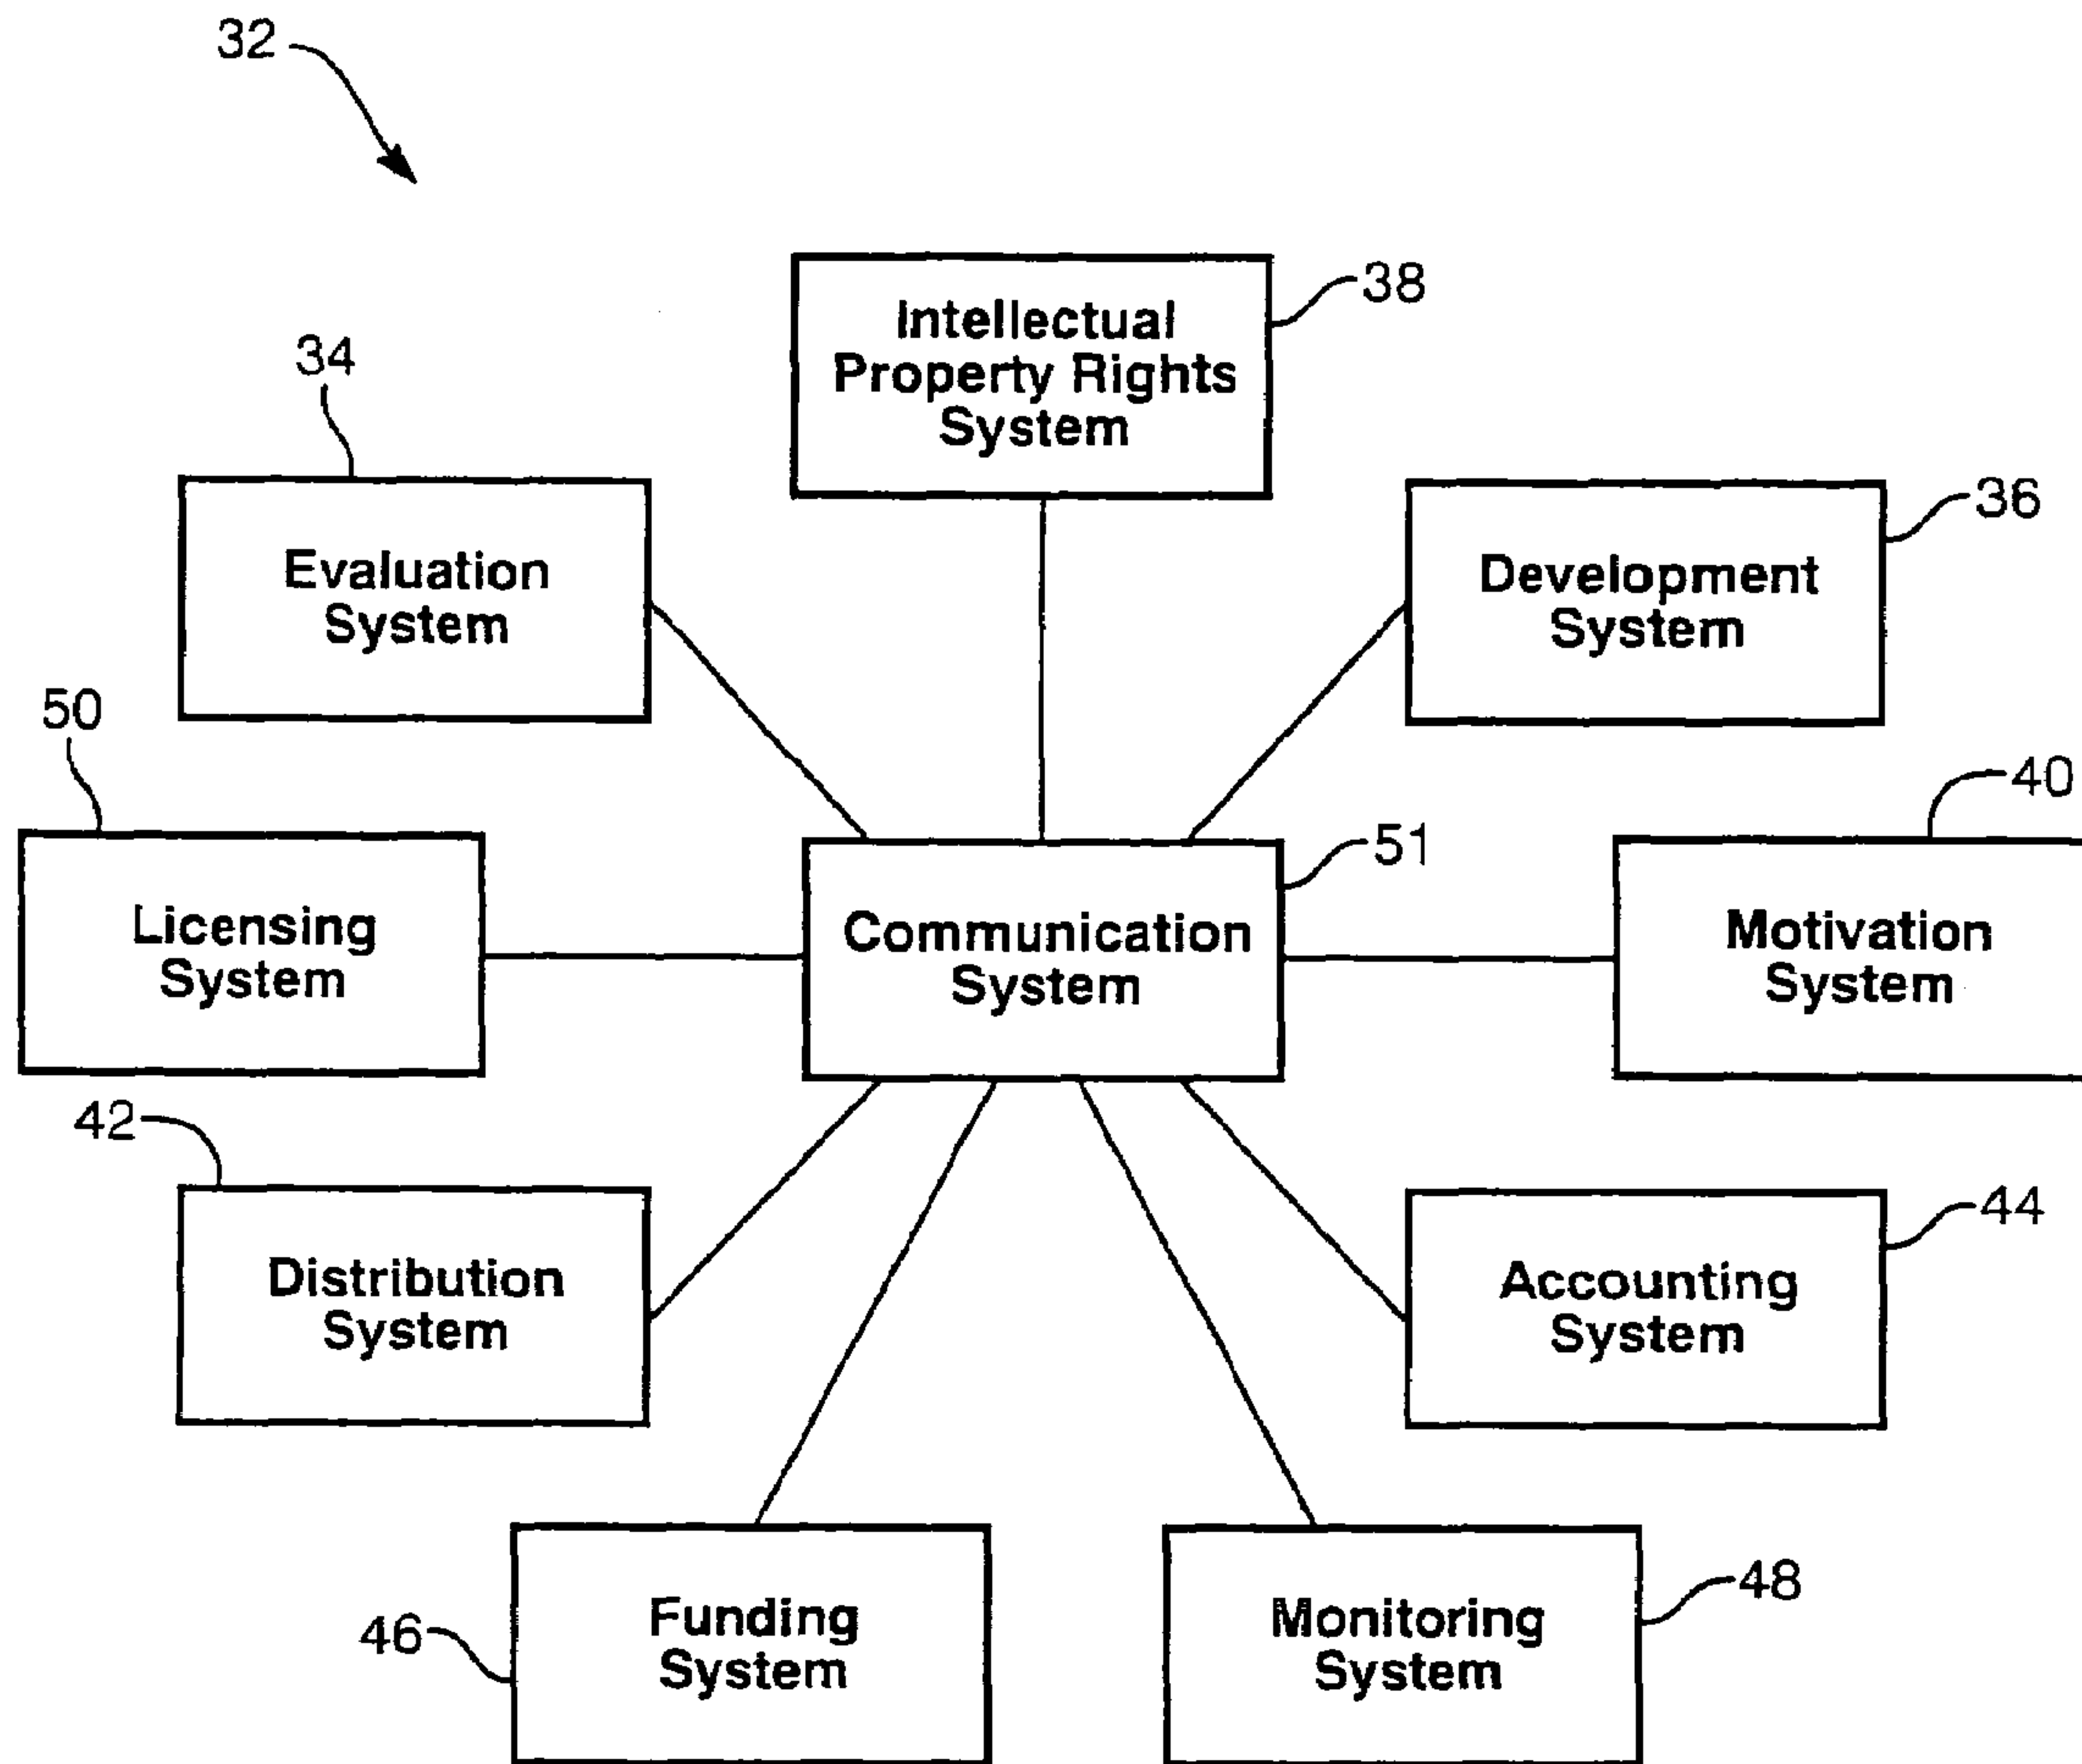 32
38
Intellectual
Property Rights
System
34
Evaluation
System
36
Development
System
50
Licensing
System
51
Communication
System
40
Motivation
System
42
Distribution
System
44
Accounting
System
46
Funding
System
48
Monitoring
System